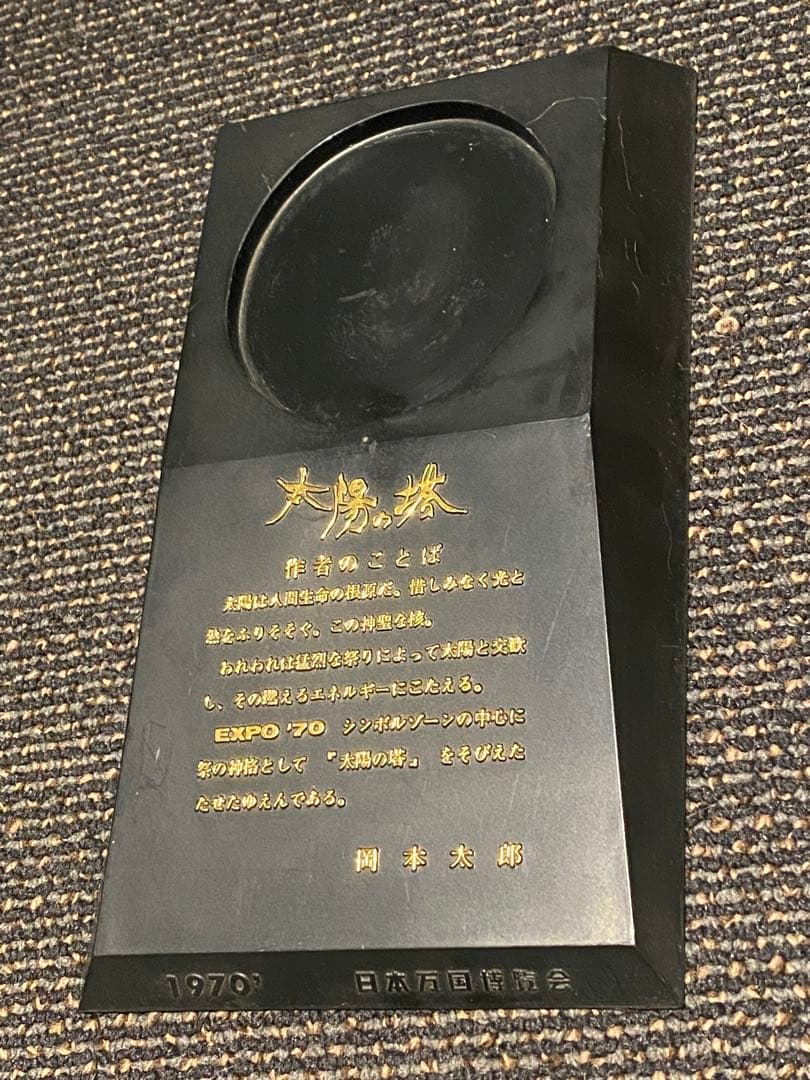 太陽の塔
作者のことば
太陽は人間生命の根原だ。惜しみなく光と
熱をふりそそぐ。この神聖な核。
われわれは猛烈な祭りによって太陽と交歓
し、その燃えるエネルギーにこたえる。
EXPO '70 シンボルゾーンの中心に
祭の神格として 『太陽の塔』 をそびえた
たせたゆえんである。
岡本太郎
1970' 日本万国博覧会